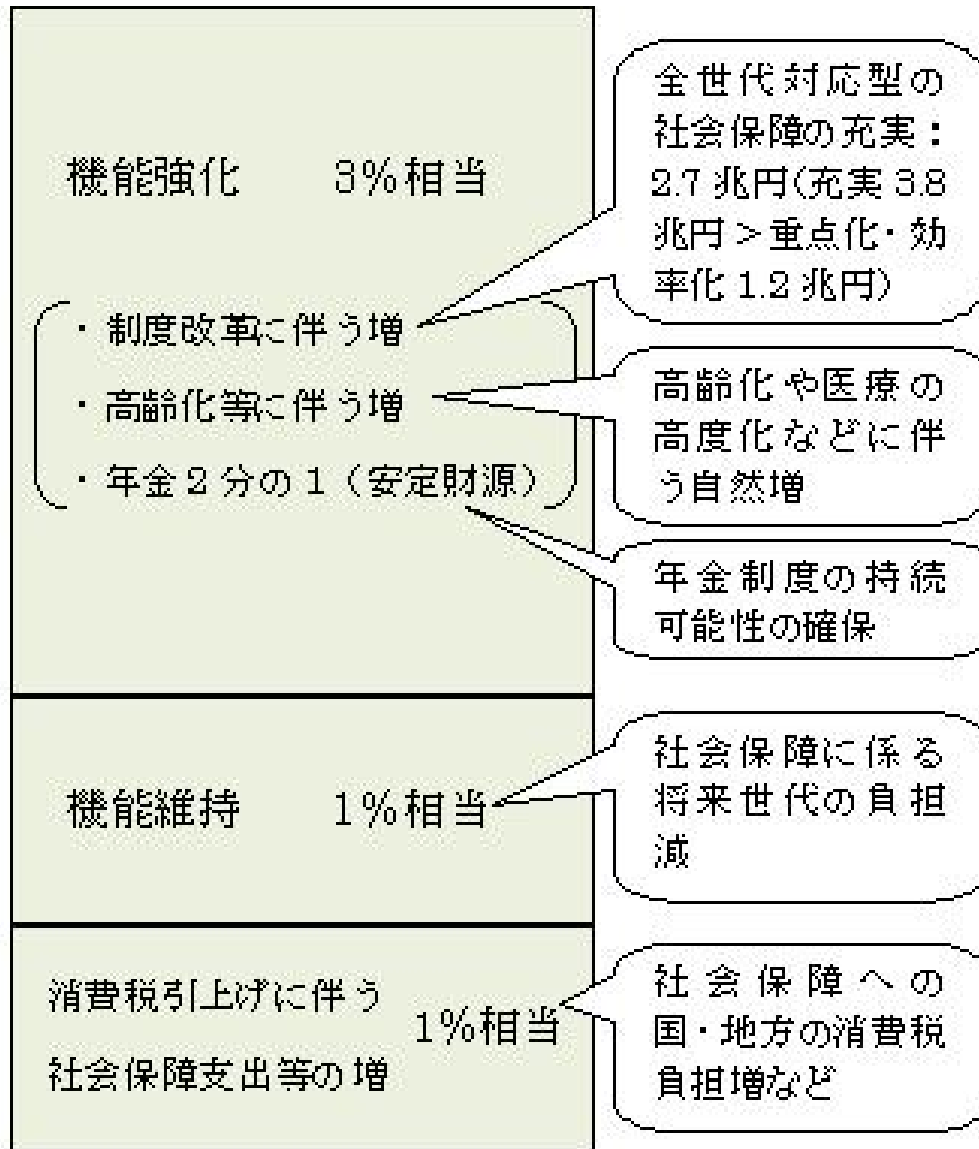 機能強化　3％相当
・制度改革に伴う増
・高齢化等に伴う増
・年金２分の１（安定財源）
全世代対応型の
社会保障の充実：
2.7兆円(充実3.8
兆円＞重点化・効
率化1.2兆円)
高齢化や医療の
高度化などに伴
う自然増
年金制度の持続
可能性の確保
機能維持　1％相当
社会保障に係る
将来世代の負担
減
消費税引上げに伴う
社会保障支出等の増
1％相当
社会保障への
国・地方の消費税
負担増など